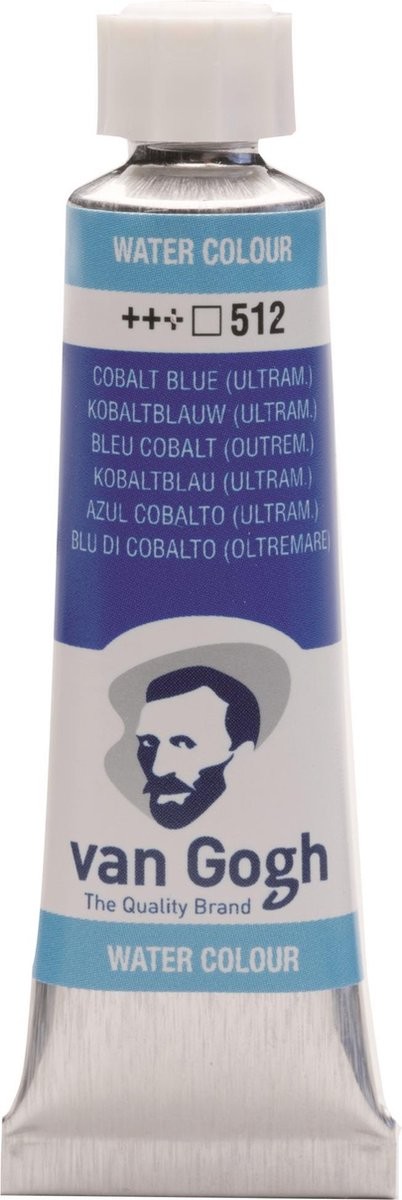 WATER COLOUR
+++ □ 512
COBALT BLUE (ULTRAM.)
KOBALTBLAUW (ULTRAM.)
BLEU COBALT (OUTREM.)
KOBALTBLAU (ULTRAM.)
AZUL COBALTO (ULTRAM.)
BLU DI COBALTO (OLTREMARE)
van Gogh
The Quality Brand
WATER COLOUR